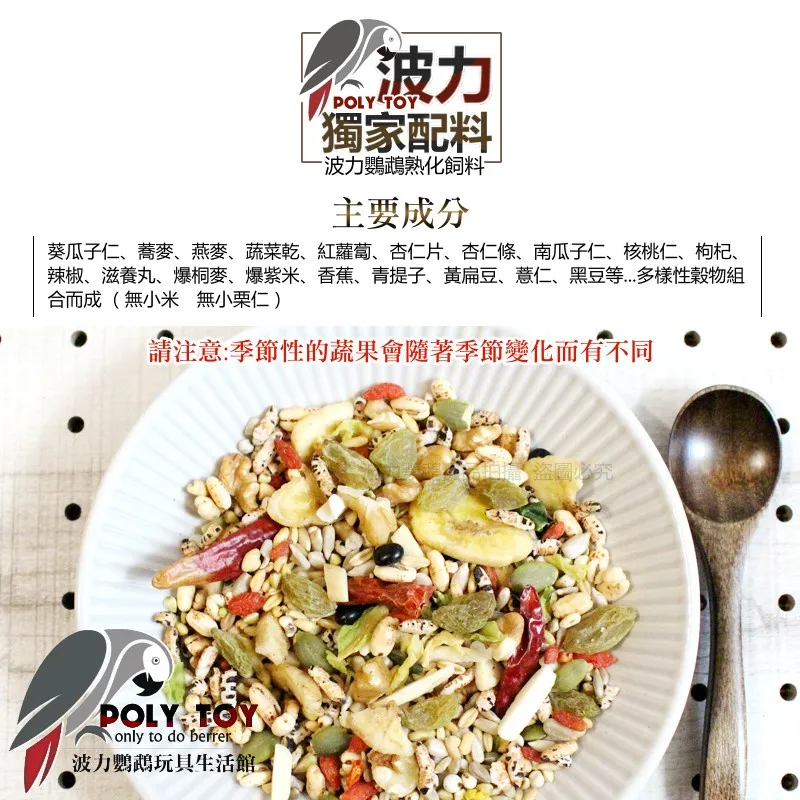 波力
POLY TOY
獨家配料
波力鸚鵡熟化飼料
主要成分
葵瓜子仁、蕎麥、燕麥、蔬菜乾、紅蘿蔔、杏仁片、杏仁條、南瓜子仁、核桃仁、枸杞、
辣椒、滋養丸、爆桐麥、爆紫米、香蕉、青提子、黃扁豆、薏仁、黑豆等...多樣性穀物組
合而成（無小米　無小栗仁）
請注意:季節性的蔬果會隨著季節變化而有不同
盜圖必究
POLY TOY
only to do berrer
波力鸚鵡玩具生活館